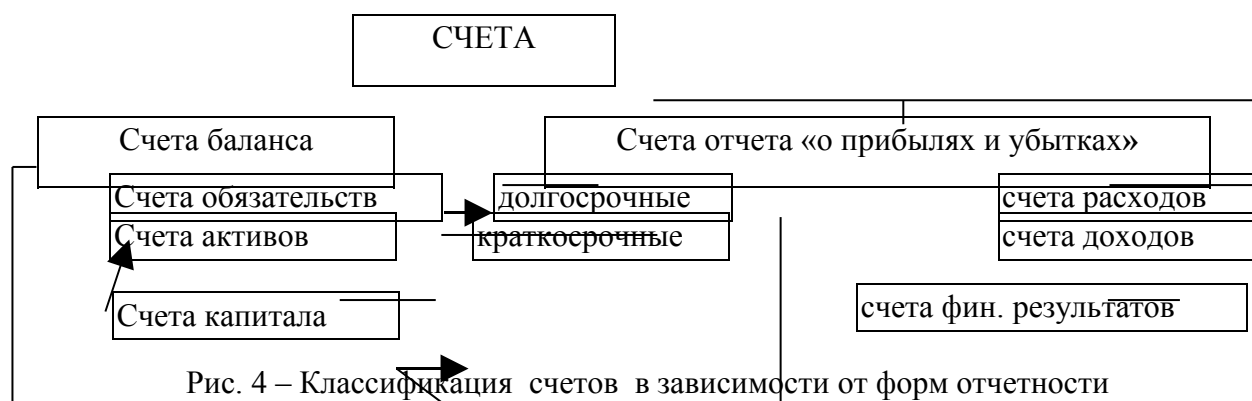 СЧЕТА
Счета баланса
Счета отчета «о прибылях и убытках»
Счета обязательств
долгосрочные
счета расходов
Счета активов
краткосрочные
счета доходов
Счета капитала
счета фин. результатов
Рис. 4 – Классификация счетов в зависимости от форм отчетности